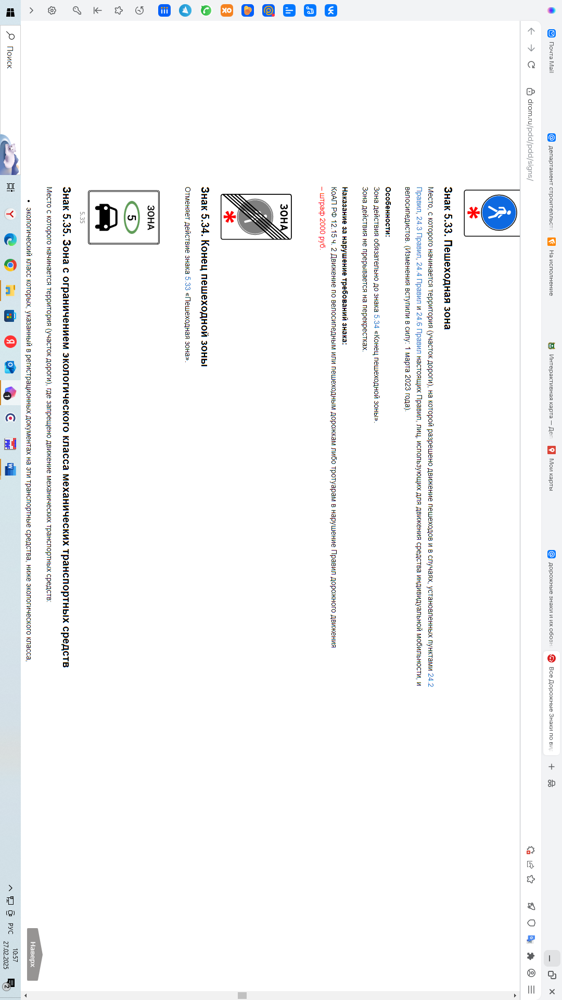 Почта Mail
департамент строительст
На исполнение
Интерактивная карта — Деп
Мои карты
дорожные знаки и их обозн
Все Дорожные Знаки по ви
drom.ru/pdd/pdd/signs/
Знак 5.33. Пешеходная зона
Место, с которого начинается территория (участок дороги), на которой разрешено движение пешеходов и в случаях, установленных пунктами 24.2
Правил, 24.3 Правил, 24.4 Правил и 24.6 Правил настоящих Правил, лиц, использующих для движения средства индивидуальной мобильности, и
велосипедистов. (Изменения вступили в силу: 1 марта 2023 года).
Особенности:
Зона действия обязательно до знака 5.34 «Конец пешеходной зоны».
Зона действия не прерывается на перекрестках.
Наказание за нарушение требований знака:
КоАП РФ 12.15 ч. 2 Движение по велосипедным или пешеходным дорожкам либо тротуарам в нарушение Правил дорожного движения
– штраф 2000 руб.
ЗОНА
Знак 5.34. Конец пешеходной зоны
Отменяет действие знака 5.33 «Пешеходная зона».
ЗОНА
5
5.35
Знак 5.35. Зона с ограничением экологического класса механических транспортных средств
Место с которого начинается территория (участок дороги), где запрещено движение механических транспортных средств:
• экологический класс которых, указанный в регистрационных документах на эти транспортные средства, ниже экологического класса,
Наверх
Поиск
1
РУС
10:57
27.02.2025
2